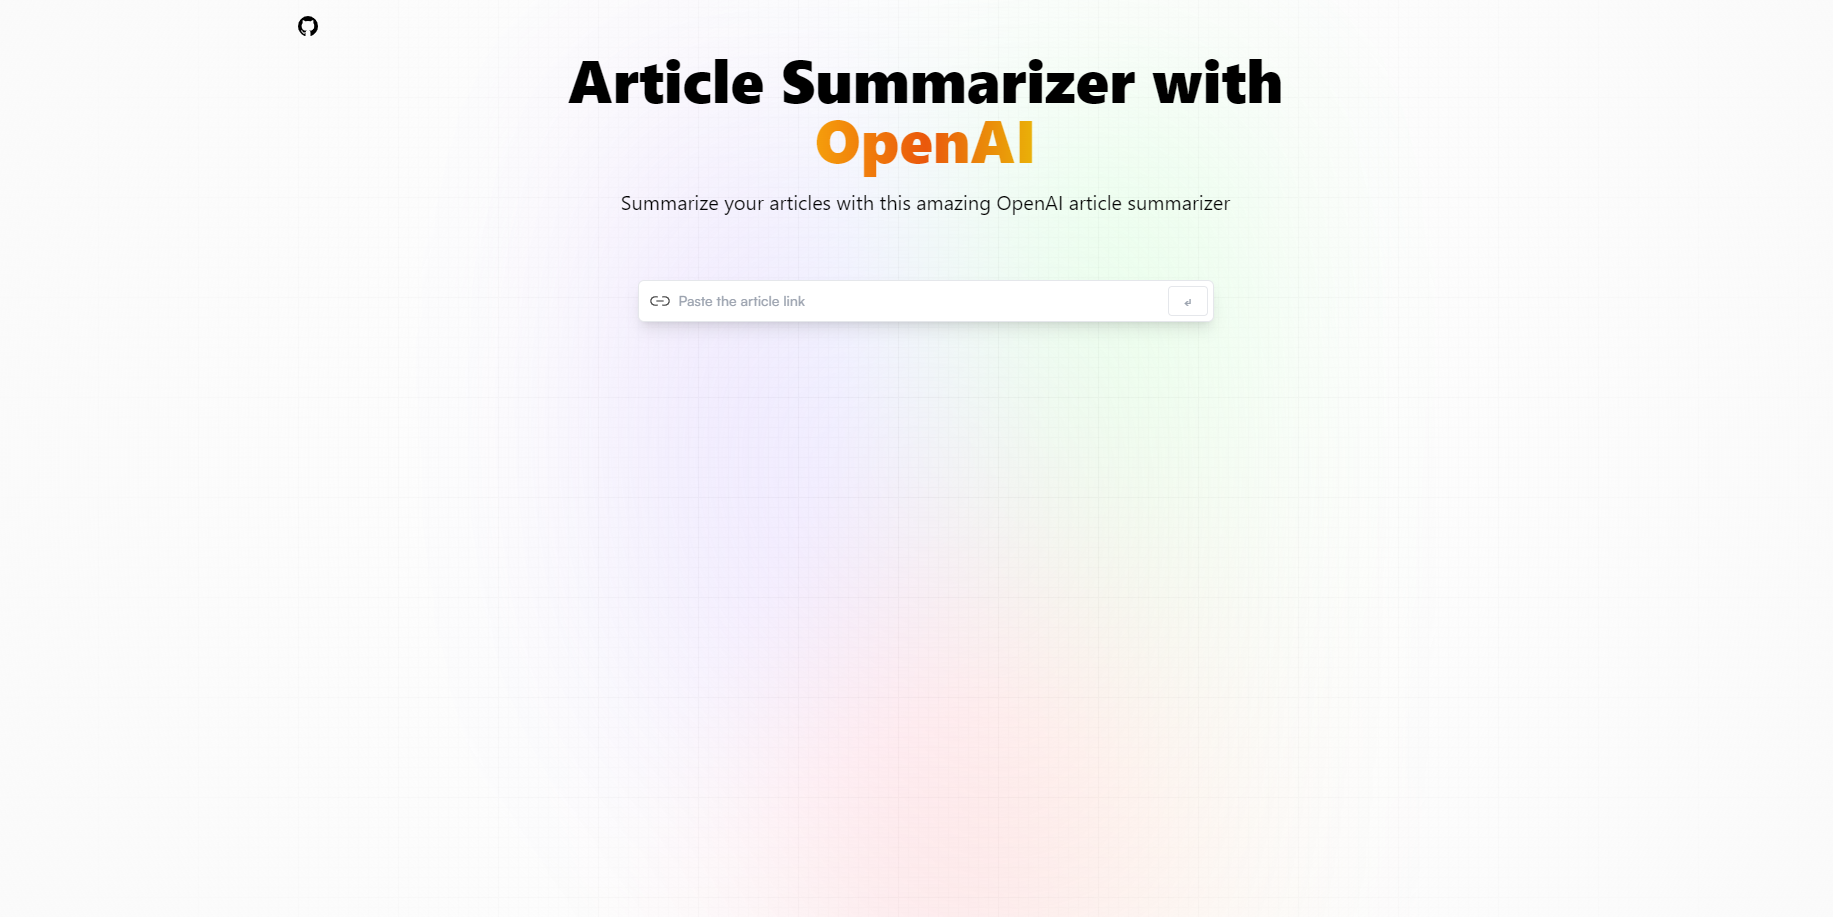 Article Summarizer with
OpenAI
Summarize your articles with this amazing OpenAI article summarizer
Paste the article link
↵